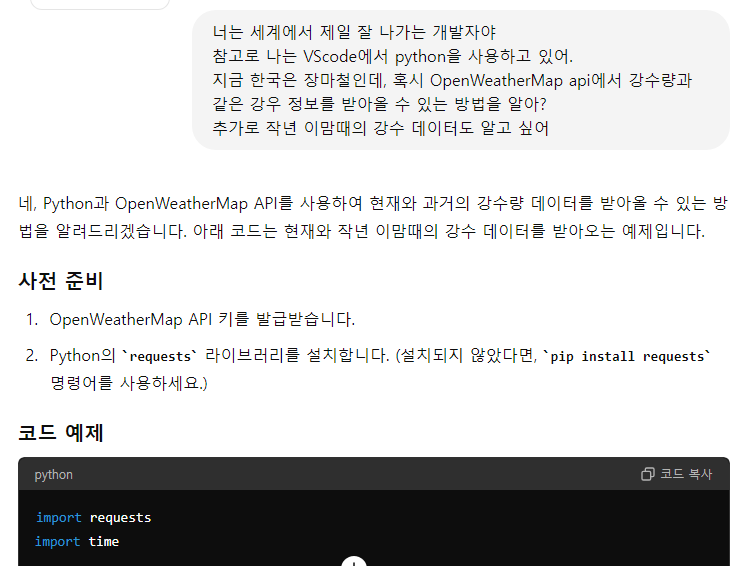 너는 세계에서 제일 잘 나가는 개발자야
참고로 나는 VScode에서 python을 사용하고 있어.
지금 한국은 장마철인데, 혹시 OpenWeatherMap api에서 강수량과
같은 강우 정보를 받아올 수 있는 방법을 알아?
추가로 작년 이맘때의 강수 데이터도 알고 싶어
네, Python과 OpenWeatherMap API를 사용하여 현재와 과거의 강수량 데이터를 받아올 수 있는 방
법을 알려드리겠습니다. 아래 코드는 현재와 작년 이맘때의 강수 데이터를 받아오는 예제입니다.
사전 준비
1. OpenWeatherMap API 키를 발급받습니다.
2. Python의 `requests` 라이브러리를 설치합니다. (설치되지 않았다면, `pip install requests`
명령어를 사용하세요.)
코드 예제
python 코드 복사
import requests
import time